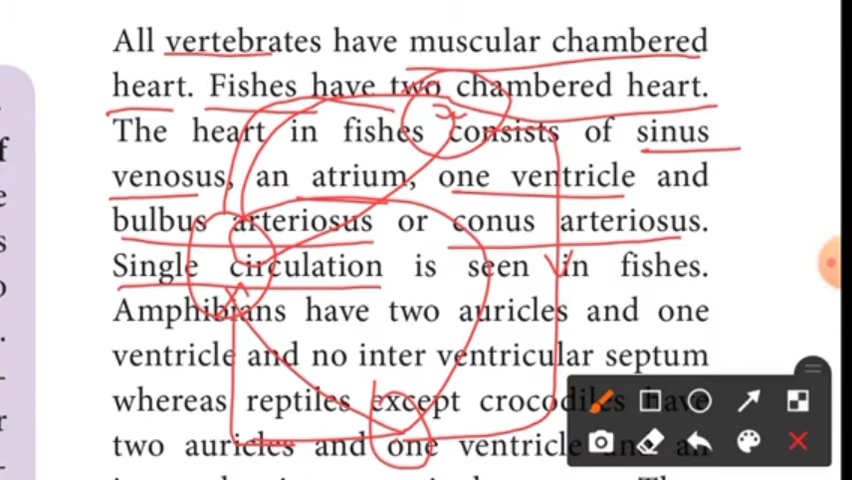 All vertebrates have muscular chambered
heart. Fishes have two chambered heart.
The heart in fishes consists of sinus
venosus, an atrium, one ventricle and
bulbus arteriosus or conus arteriosus.
Single circulation is seen in fishes.
Amphibians have two auricles and one
ventricle and no inter ventricular septum
whereas reptiles except crocodiles have
two auricles and one ventricle and an